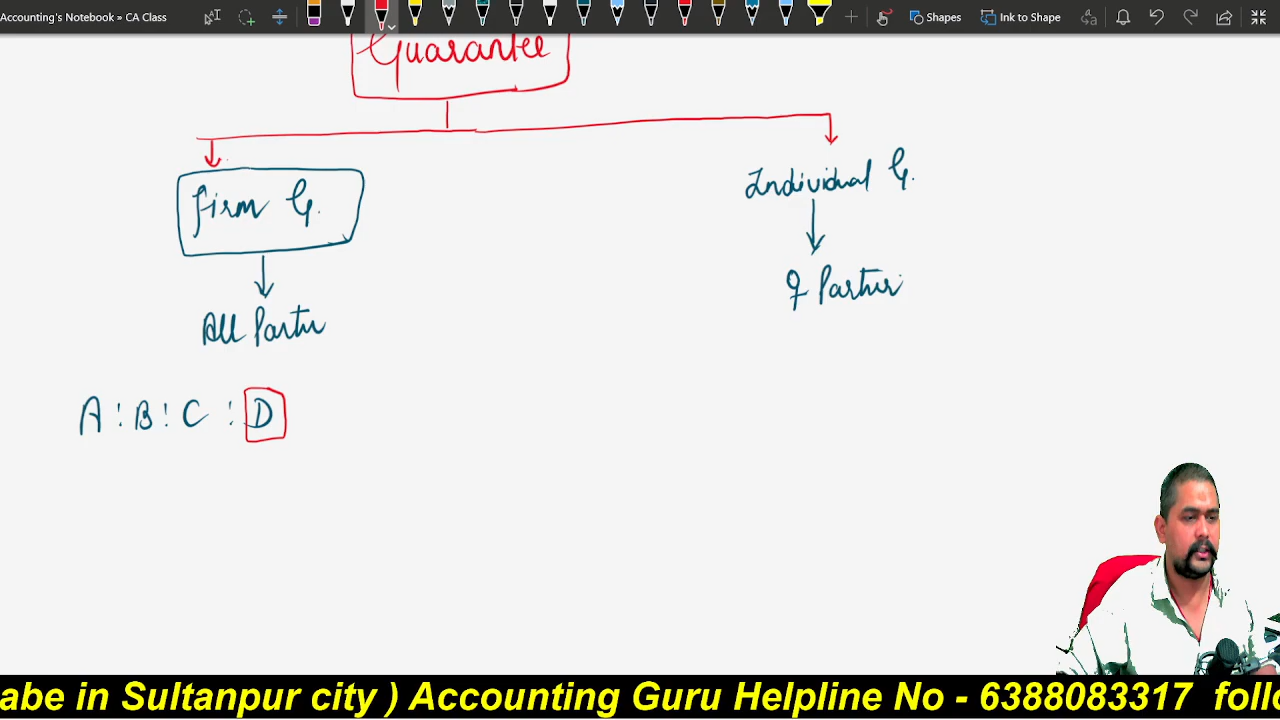 Accounting's Notebook » CA Class
Shapes
Ink to Shape
Guarantee
Firm G.
Individual G.
All Partn
Partner
A : B : C : D
abe in Sultanpur city ) Accounting Guru Helpline No - 6388083317 follo